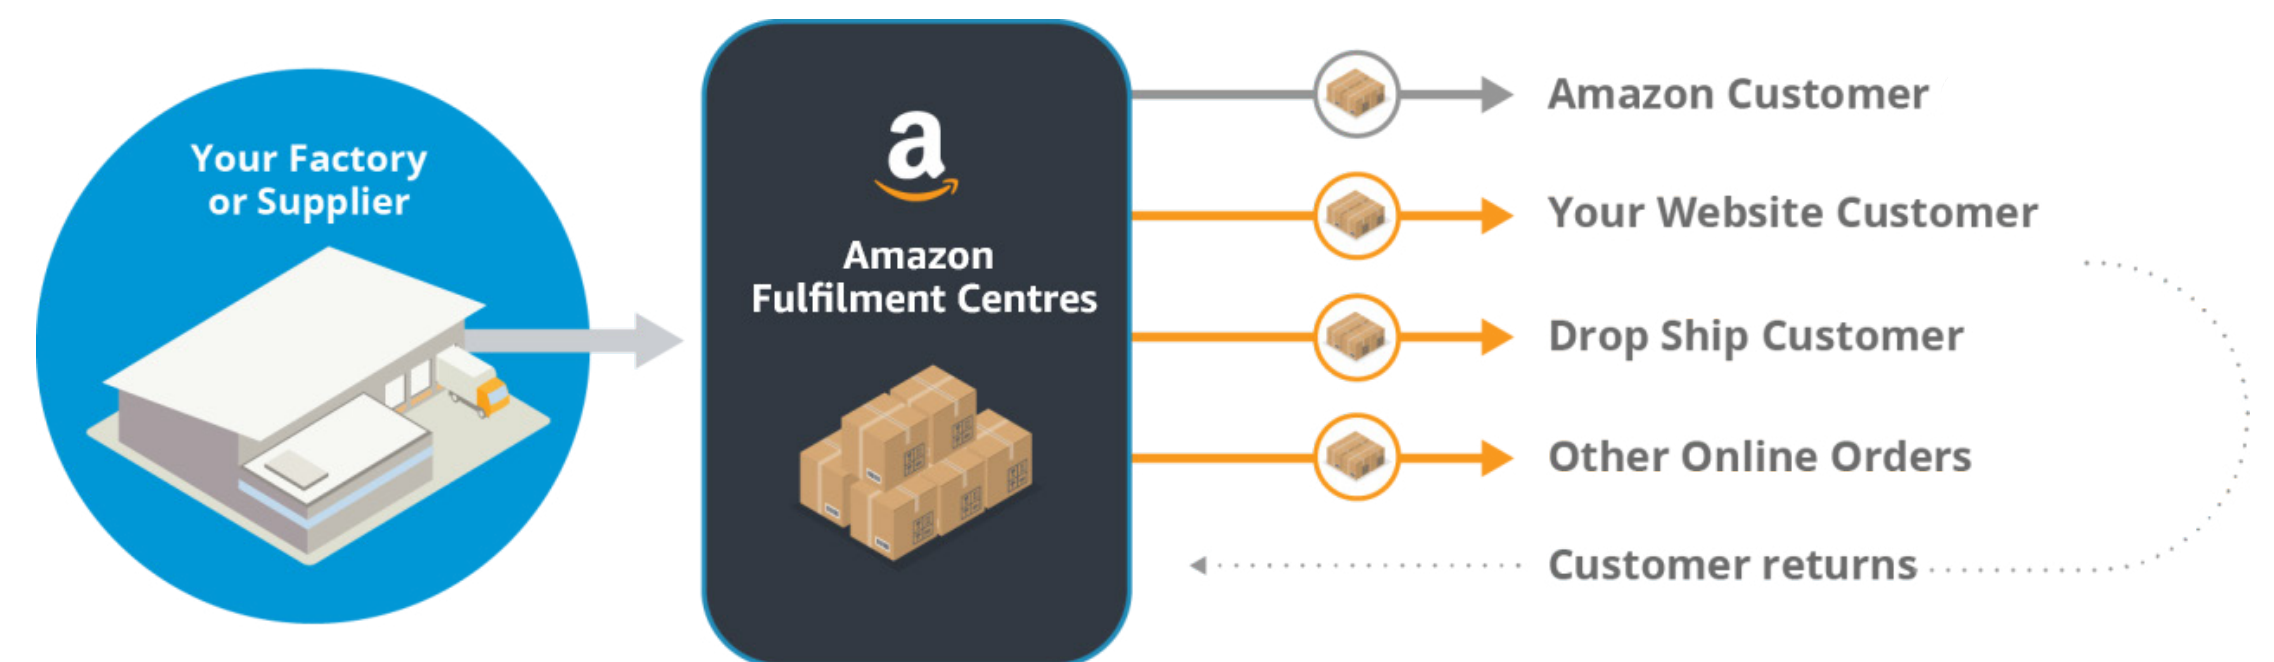 Your Factory
or Supplier
a
Amazon
Fulfilment Centres
Amazon Customer
Your Website Customer
Drop Ship Customer
Other Online Orders
Customer returns